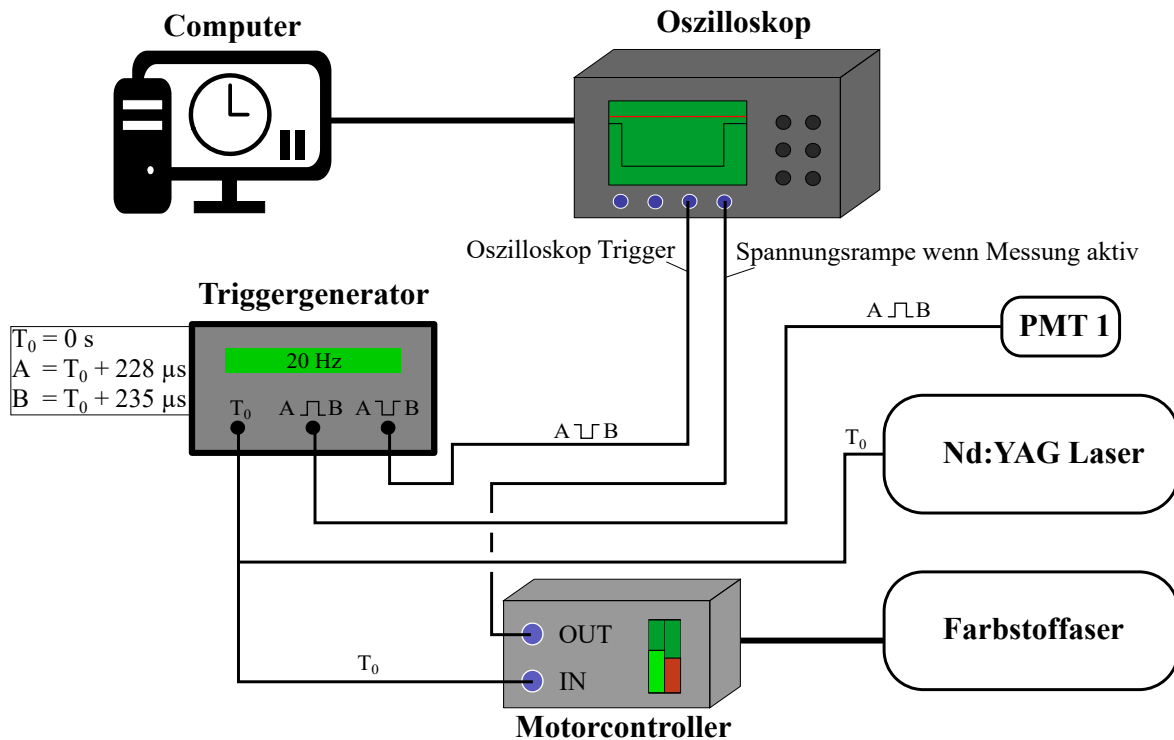 Computer
Oszilloskop
Oszilloskop Trigger
Spannungsrampe wenn Messung aktiv
Triggergenerator
T₀ = 0 s
A = T₀ + 228 µs
B = T₀ + 235 µs
20 Hz
T₀
A B
A B
A B
A B
PMT 1
T₀
Nd:YAG Laser
OUT
IN
T₀
Farbstoffaser
Motorcontroller